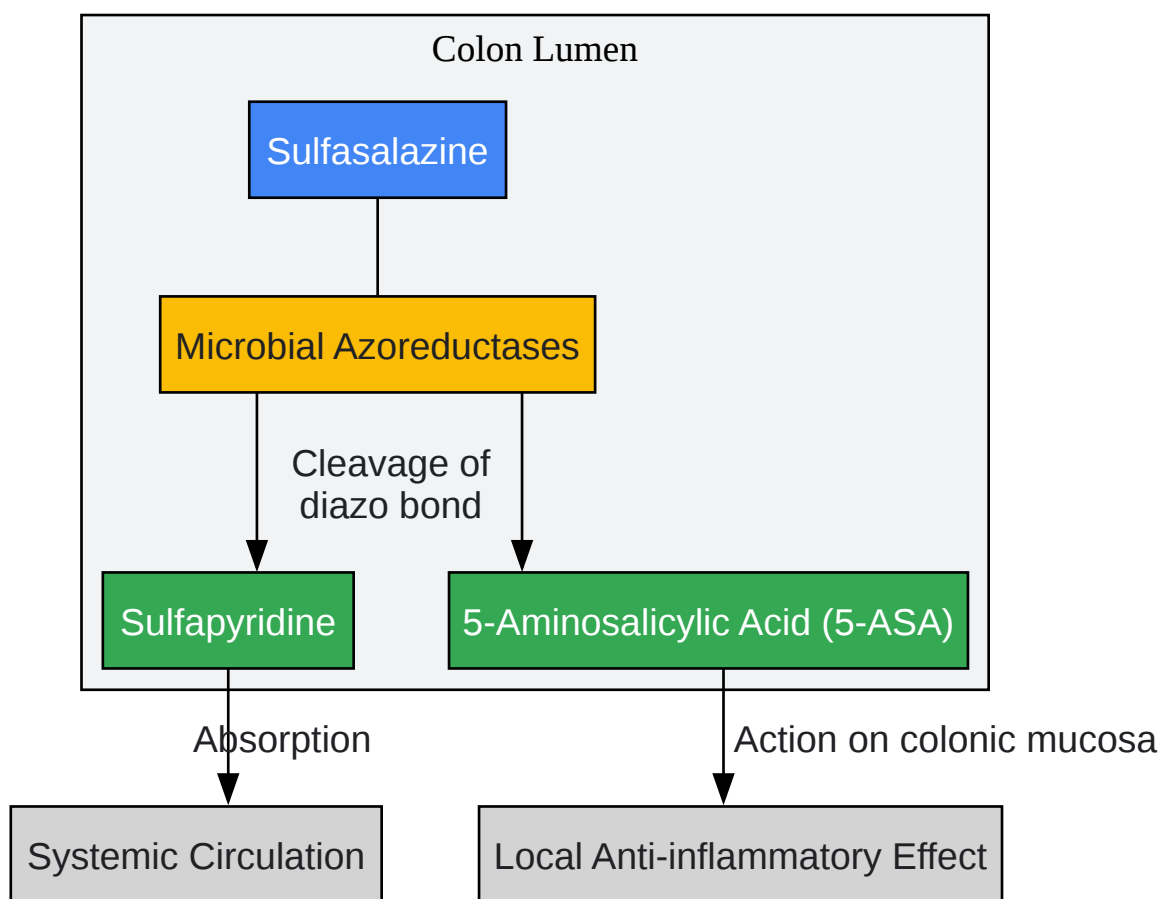 Colon Lumen
Sulfasalazine
Microbial Azoreductases
Cleavage of
diazo bond
Sulfapyridine
5-Aminosalicylic Acid (5-ASA)
Absorption
Action on colonic mucosa
Systemic Circulation
Local Anti-inflammatory Effect